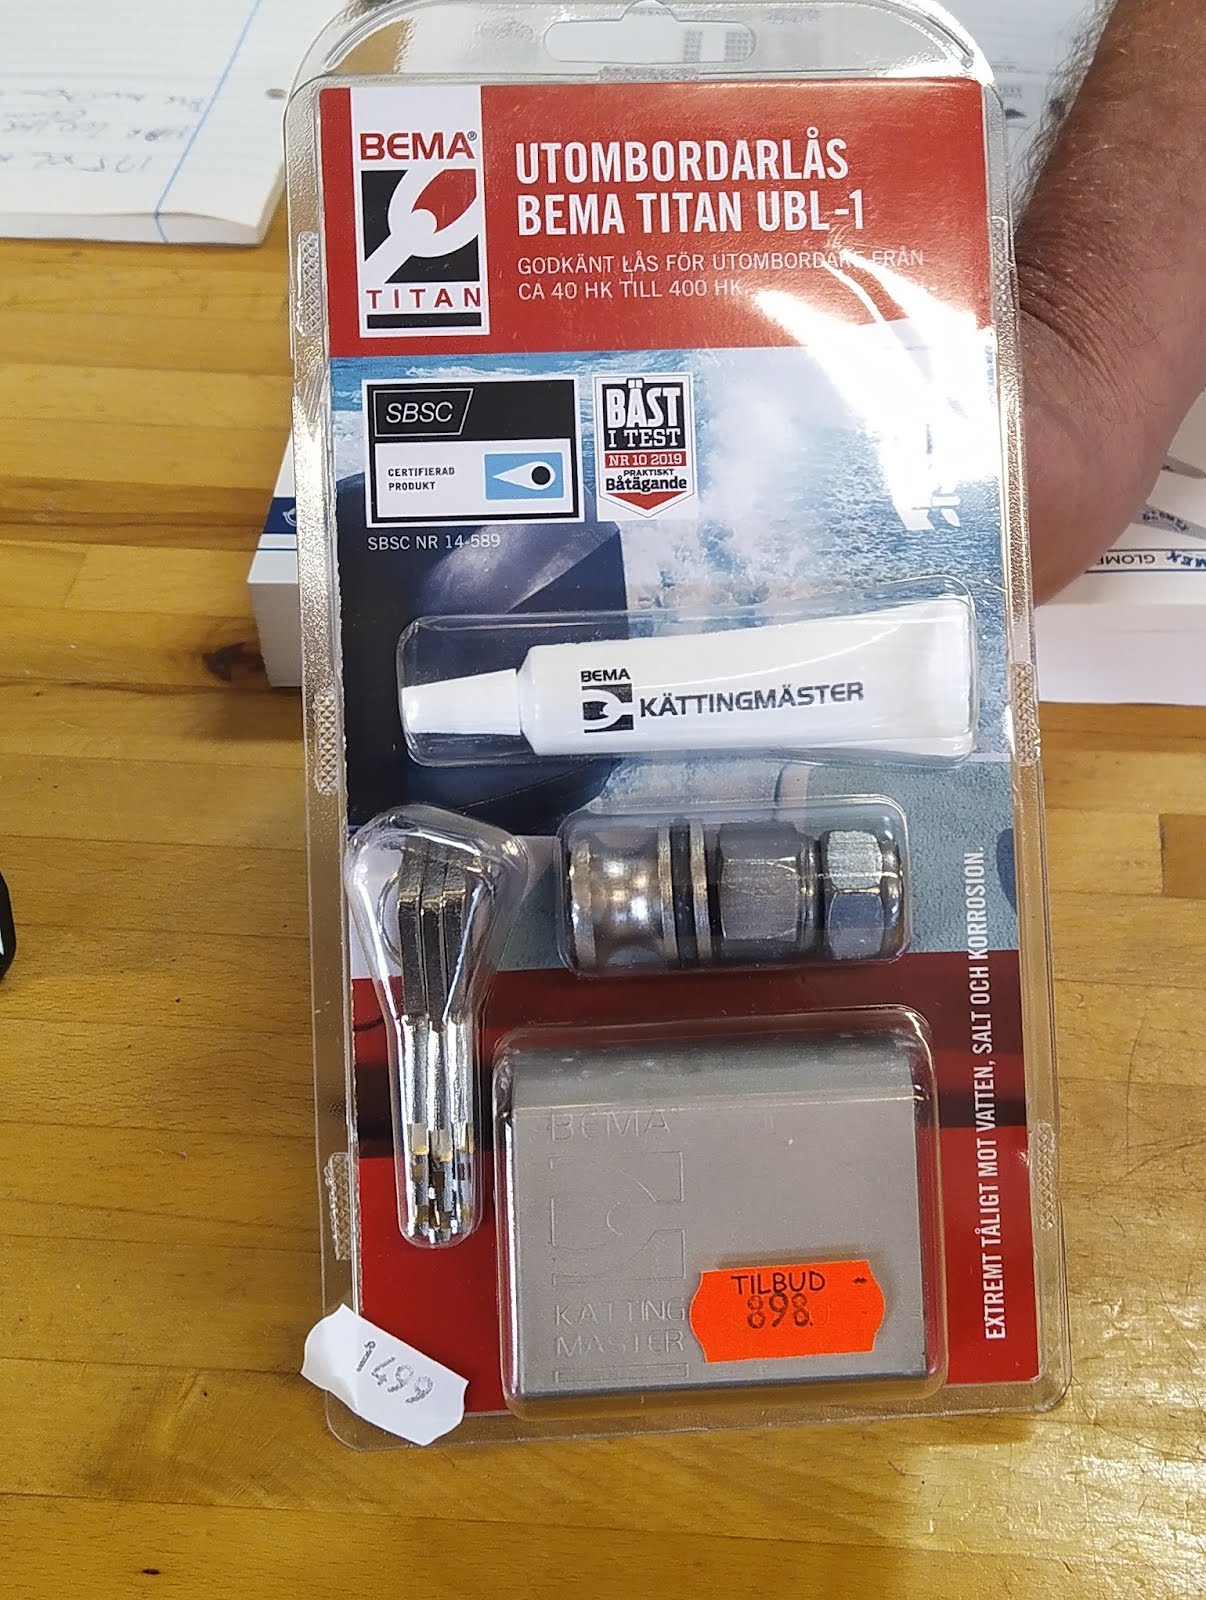 BEMA®
TITAN
UTOMBORDARLÅS
BEMA TITAN UBL-1
GODKÄNT LÅS FÖR UTOMBORDARE FRÅN
CA 40 HK TILL 400 HK
SBSC
CERTIFIERAD
PRODUKT
SBSC NR 14-589
BÄST
I TEST
NR 10 2019
PRAKTISKT
Båtägande
BEMA
KÄTTINGMÄSTER
EXTREMT TÅLIGT MOT VATTEN, SALT OCH KORROSION.
BEMA
KÄTTING
MÄSTER
TILBUD
898.
1499